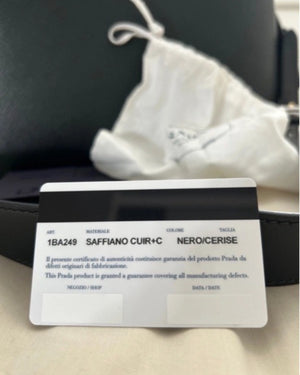 ART. MATERIALE COLORE TAGLIA
1BA249 SAFFIANO CUIR+C NERO/CERISE
Il presente certificato di autenticità costituisce garanzia del prodotto Prada da
difetti originari di fabbricazione.
This Prada product is granted a guarantee covering all manufacturing defects.
NEGOZIO / SHOP DATA / DATE